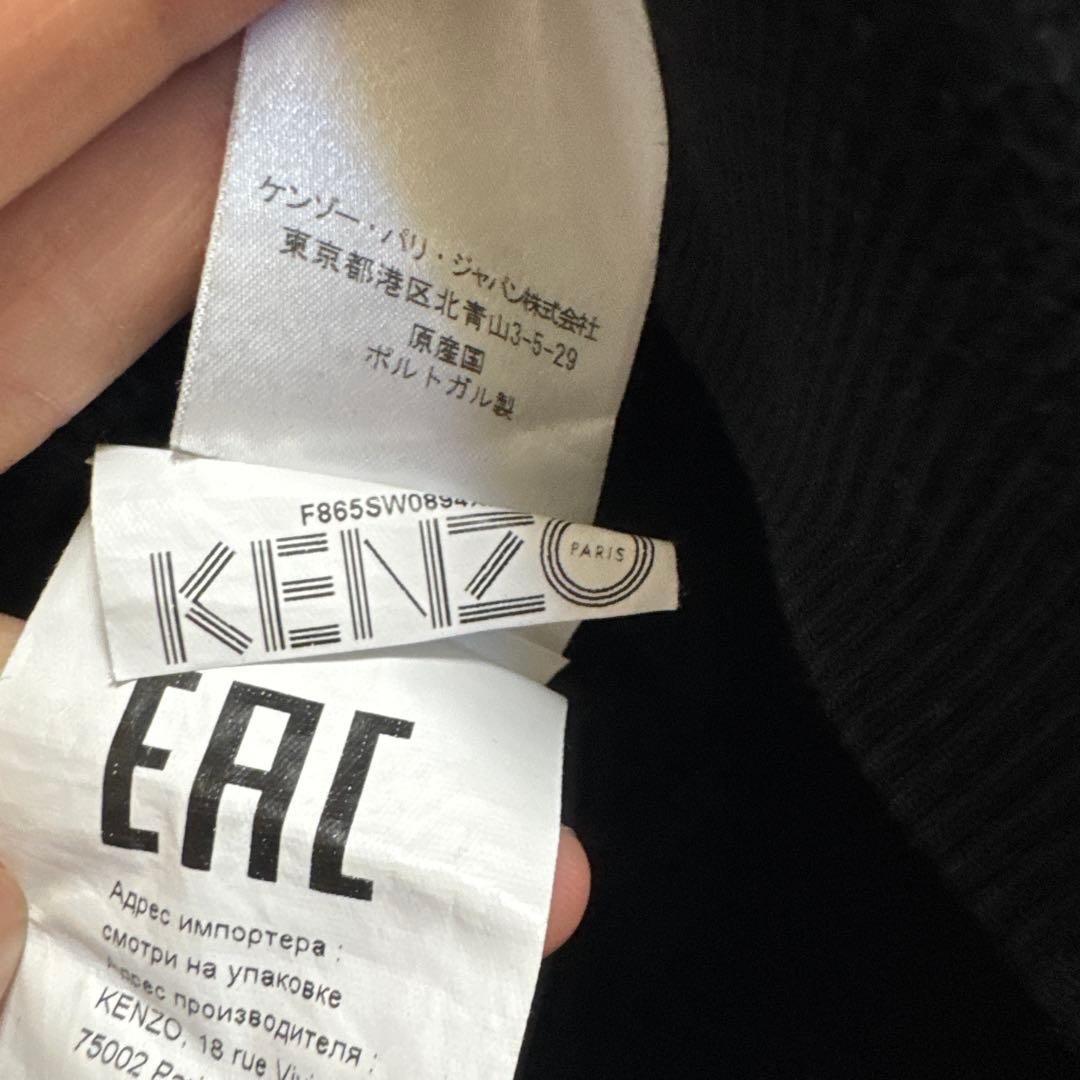 ケンゾー・パリ・ジャパン株式会社
東京都港区北青山3-5-29
原産国
ポルトガル製
F865SW0894
KENZO
PARIS
EAC
Адрес импортера :
смотри на упаковке
Адрес производителя :
KENZO, 18 rue
75002